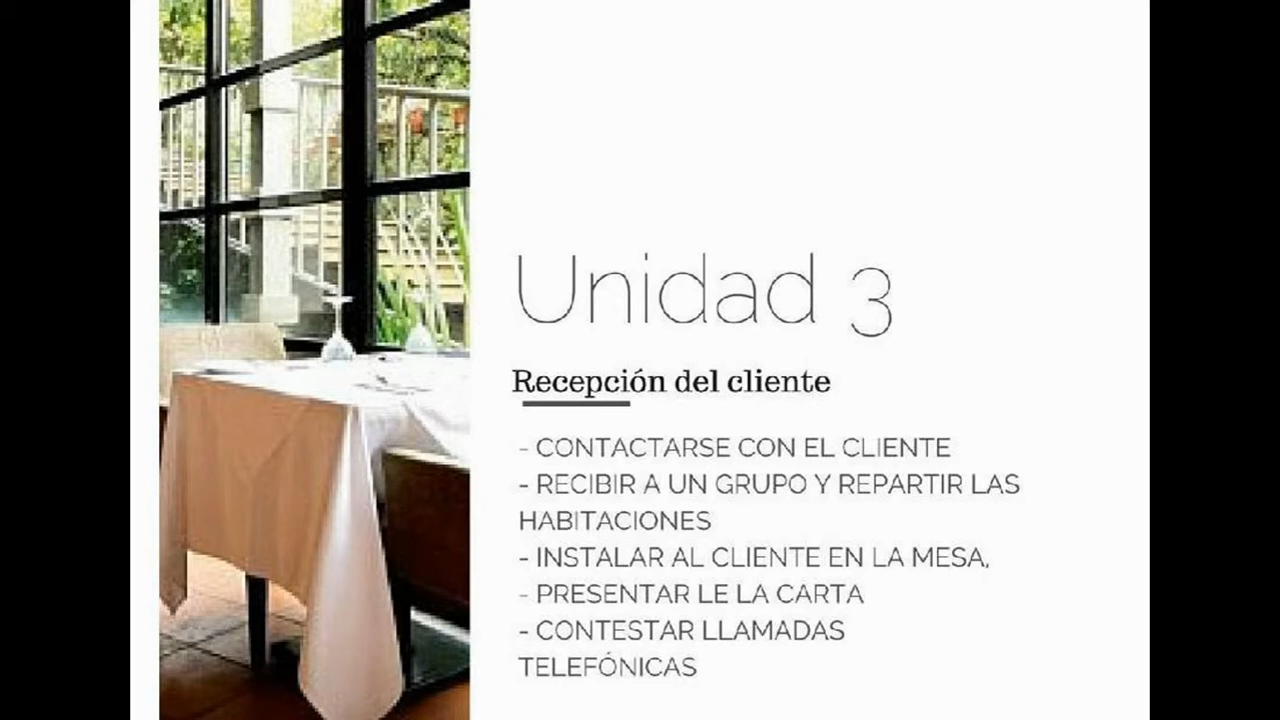 Unidad 3
Recepción del cliente
- CONTACTARSE CON EL CLIENTE
- RECIBIR A UN GRUPO Y REPARTIR LAS
HABITACIONES
- INSTALAR AL CLIENTE EN LA MESA,
- PRESENTAR LE LA CARTA
- CONTESTAR LLAMADAS
TELEFÓNICAS